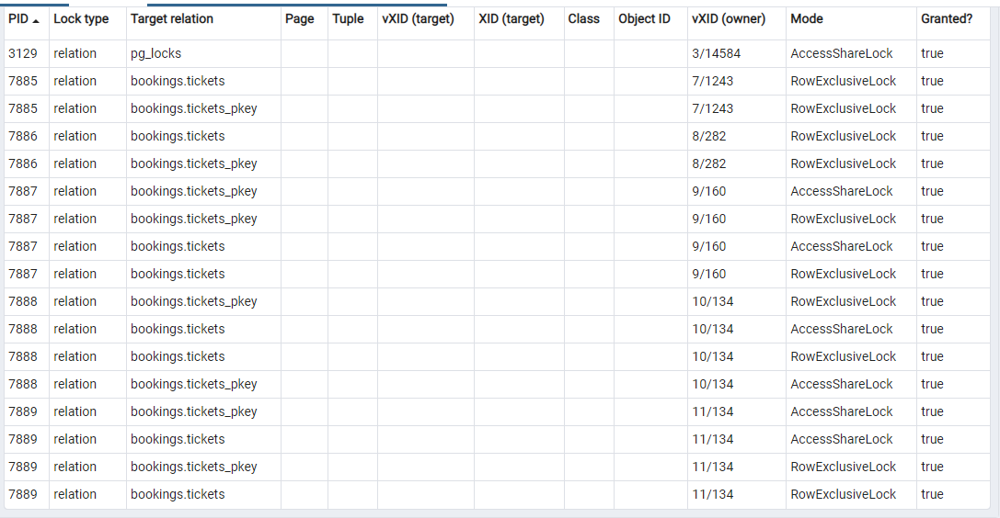 PID Lock type Target relation Page Tuple vXID (target) XID (target) Class Object ID vXID (owner) Mode Granted?
3129 relation pg_locks 3/14584 AccessShareLock true
7885 relation bookings.tickets 7/1243 RowExclusiveLock true
7885 relation bookings.tickets_pkey 7/1243 RowExclusiveLock true
7886 relation bookings.tickets 8/282 RowExclusiveLock true
7886 relation bookings.tickets_pkey 8/282 RowExclusiveLock true
7887 relation bookings.tickets_pkey 9/160 AccessShareLock true
7887 relation bookings.tickets_pkey 9/160 RowExclusiveLock true
7887 relation bookings.tickets 9/160 AccessShareLock true
7887 relation bookings.tickets 9/160 RowExclusiveLock true
7888 relation bookings.tickets_pkey 10/134 RowExclusiveLock true
7888 relation bookings.tickets 10/134 AccessShareLock true
7888 relation bookings.tickets 10/134 RowExclusiveLock true
7888 relation bookings.tickets_pkey 10/134 AccessShareLock true
7889 relation bookings.tickets_pkey 11/134 AccessShareLock true
7889 relation bookings.tickets 11/134 AccessShareLock true
7889 relation bookings.tickets_pkey 11/134 RowExclusiveLock true
7889 relation bookings.tickets 11/134 RowExclusiveLock true